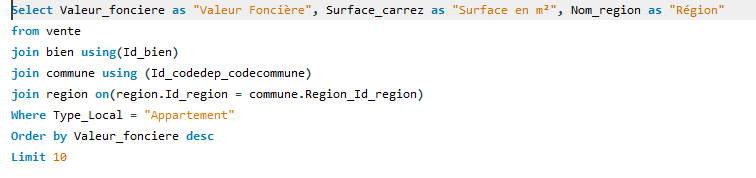 Select Valeur_fonciere as "Valeur Foncière", Surface_carrez as "Surface en m²", Nom_region as "Région"
from vente
join bien using(Id_bien)
join commune using (Id_codedep_codecommune)
join region on(region.Id_region = commune.Region_Id_region)
Where Type_Local = "Appartement"
Order by Valeur_fonciere desc
Limit 10